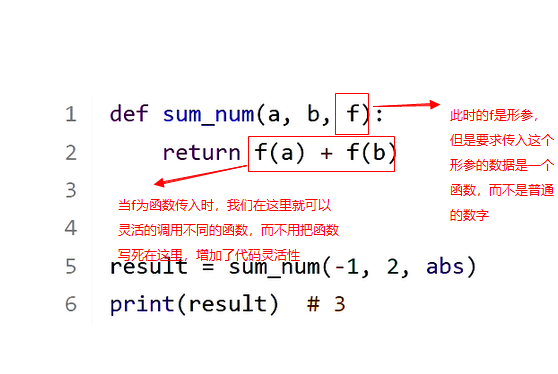 1 def sum_num(a, b, f):
2 return f(a) + f(b)
3
4
5 result = sum_num(-1, 2, abs)
6 print(result) # 3
此时的f是形参，
但是要求传入这个
形参的数据是一个
函数，而不是普通
的数字
当f为函数传入时，我们在这里就可以
灵活的调用不同的函数，而不用把函数
写死在这里，增加了代码灵活性